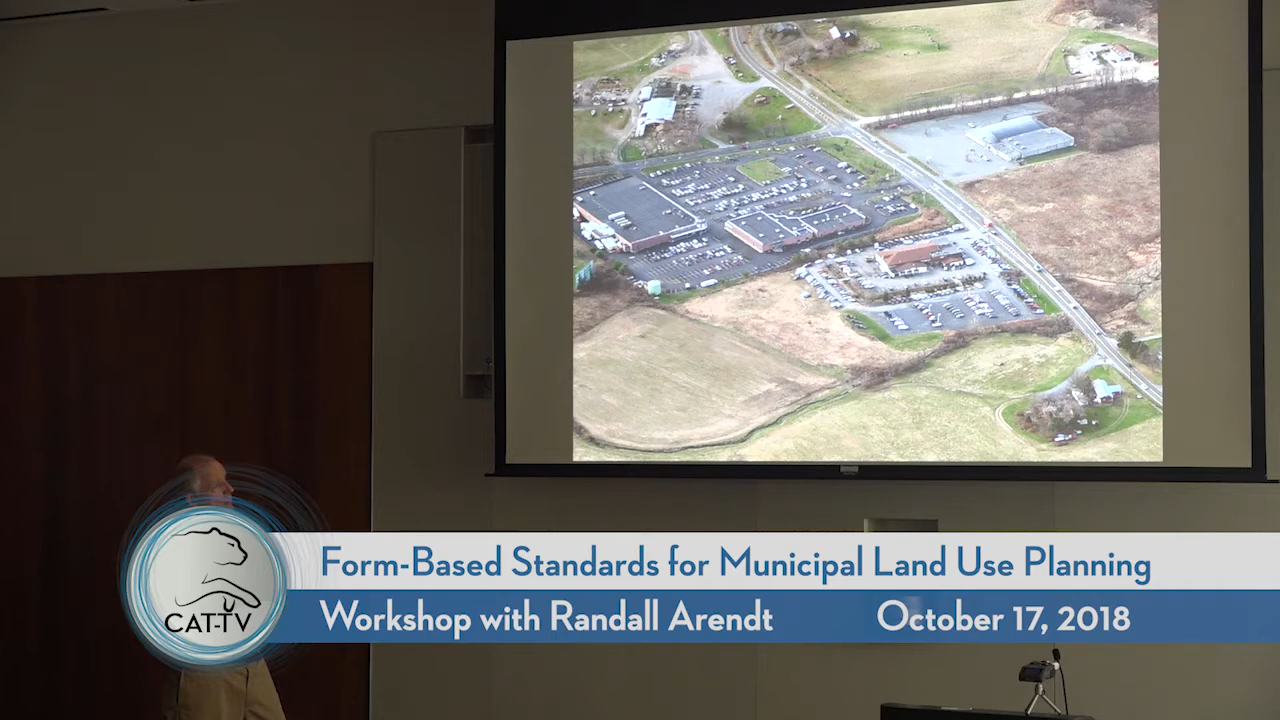 Form-Based Standards for Municipal Land Use Planning
Workshop with Randall Arendt October 17, 2018
CAT-TV